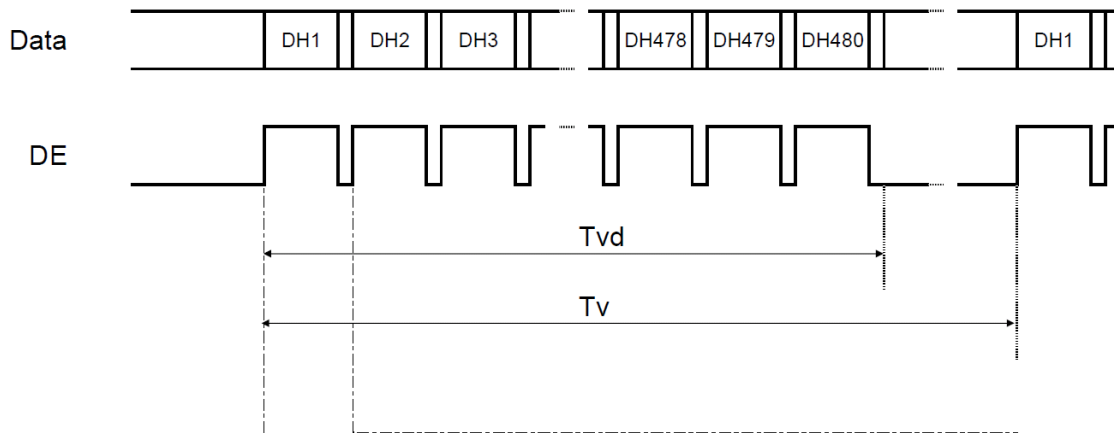 Data
DH1 DH2 DH3 DH478 DH479 DH480 DH1
DE
Tvd
Tv